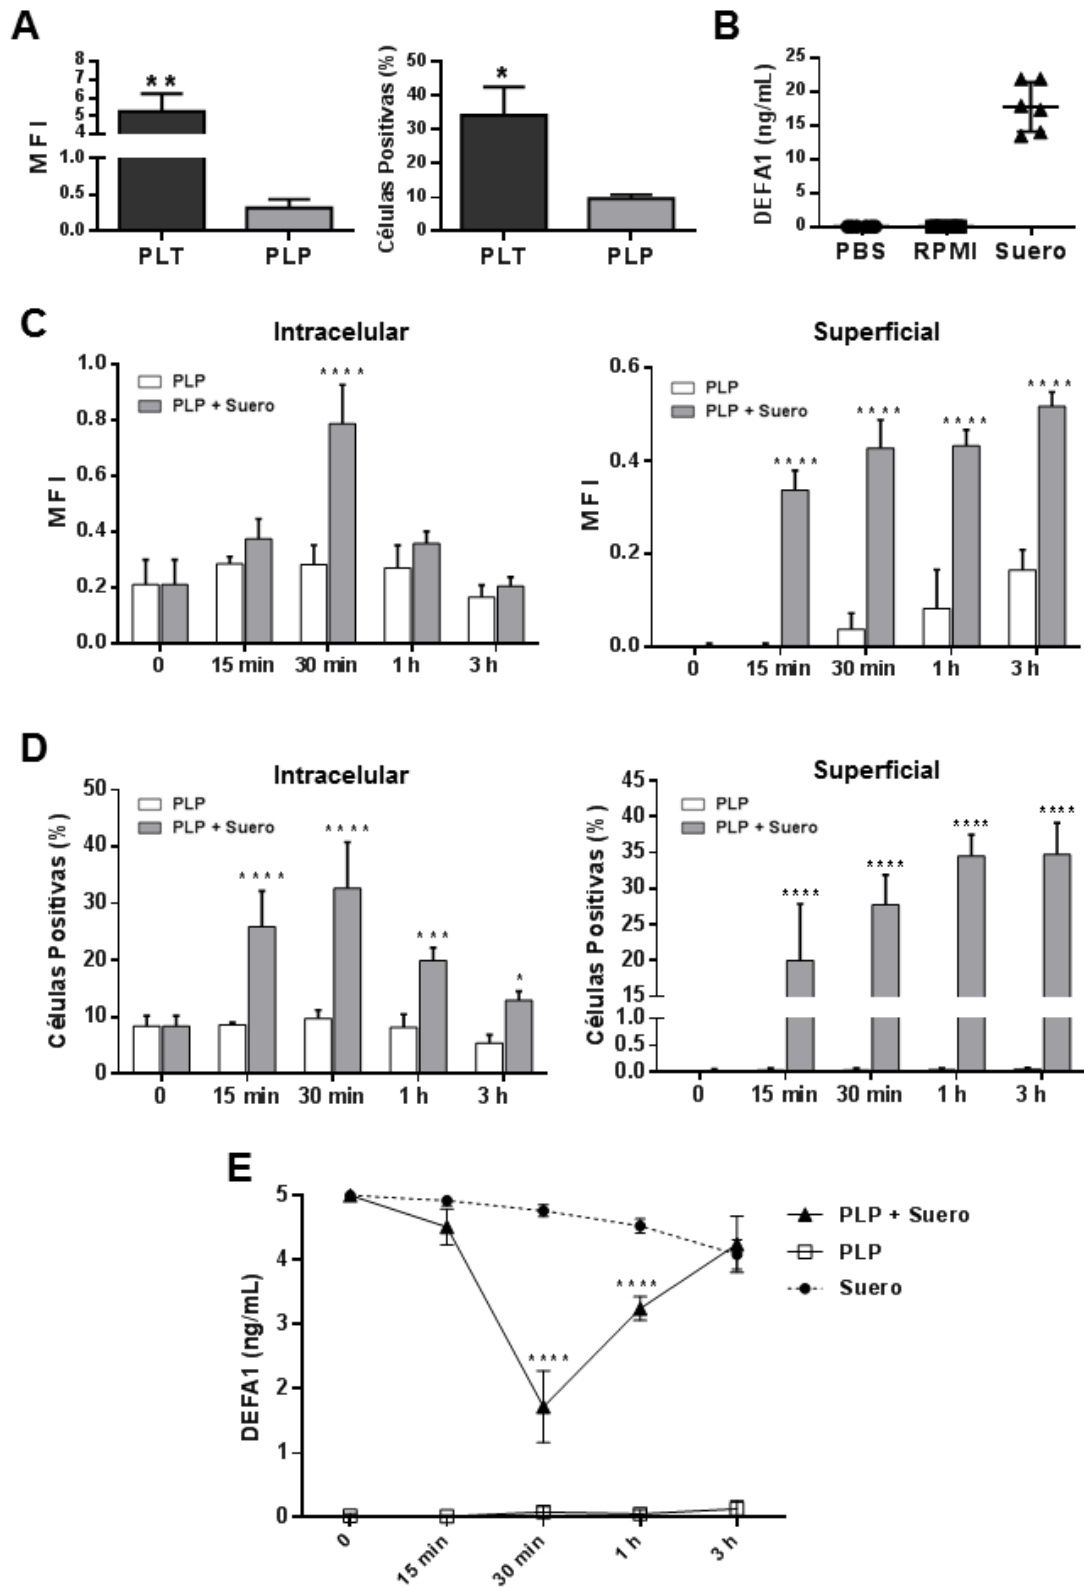 A
B
MFI
8
7
6
5
4
1.0
0.5
0.0
**
PLT
PLP
Células Positivas (%)
50
40
30
20
10
0
*
PLT
PLP
DEFA1 (ng/mL)
25
20
15
10
5
0
PBS
RPMI
Suero
C
Intracelular
MFI
1.0
0.8
0.6
0.4
0.2
0.0
PLP
PLP + Suero
****
0
15 min
30 min
1 h
3 h
Superficial
MFI
0.6
0.4
0.2
0.0
PLP
PLP + Suero
****
****
****
****
0
15 min
30 min
1 h
3 h
D
Intracelular
Células Positivas (%)
50
40
30
20
10
0
PLP
PLP + Suero
****
****
***
*
0
15 min
30 min
1 h
3 h
Superficial
Células Positivas (%)
45
40
35
30
25
20
15
1.0
0.5
0.0
PLP
PLP + Suero
****
****
****
****
0
15 min
30 min
1 h
3 h
E
DEFA1 (ng/mL)
5
4
3
2
1
0
****
****
PLP + Suero
PLP
Suero
0
15 min
30 min
1 h
3 h